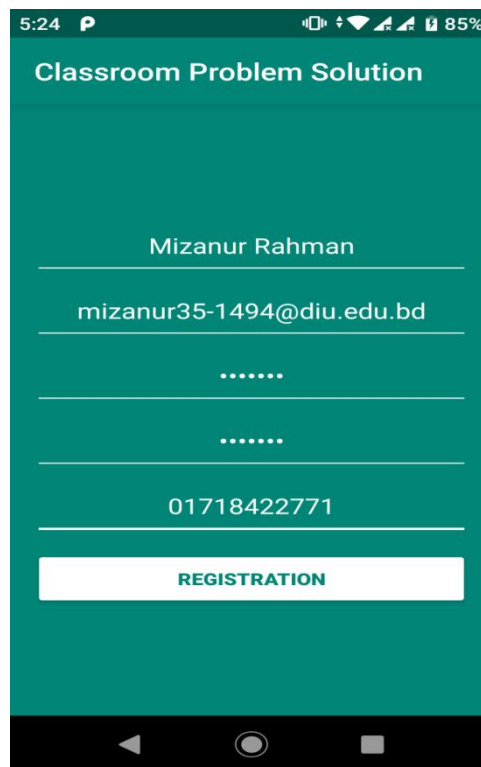 5:24 85%
Classroom Problem Solution
Mizanur Rahman
mizanur35-1494@diu.edu.bd
•••••••
•••••••
01718422771
REGISTRATION